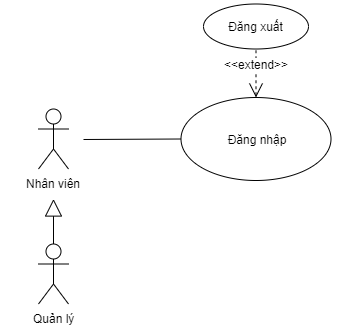 Đăng xuất
<<extend>>
Đăng nhập
Nhân viên
Quản lý